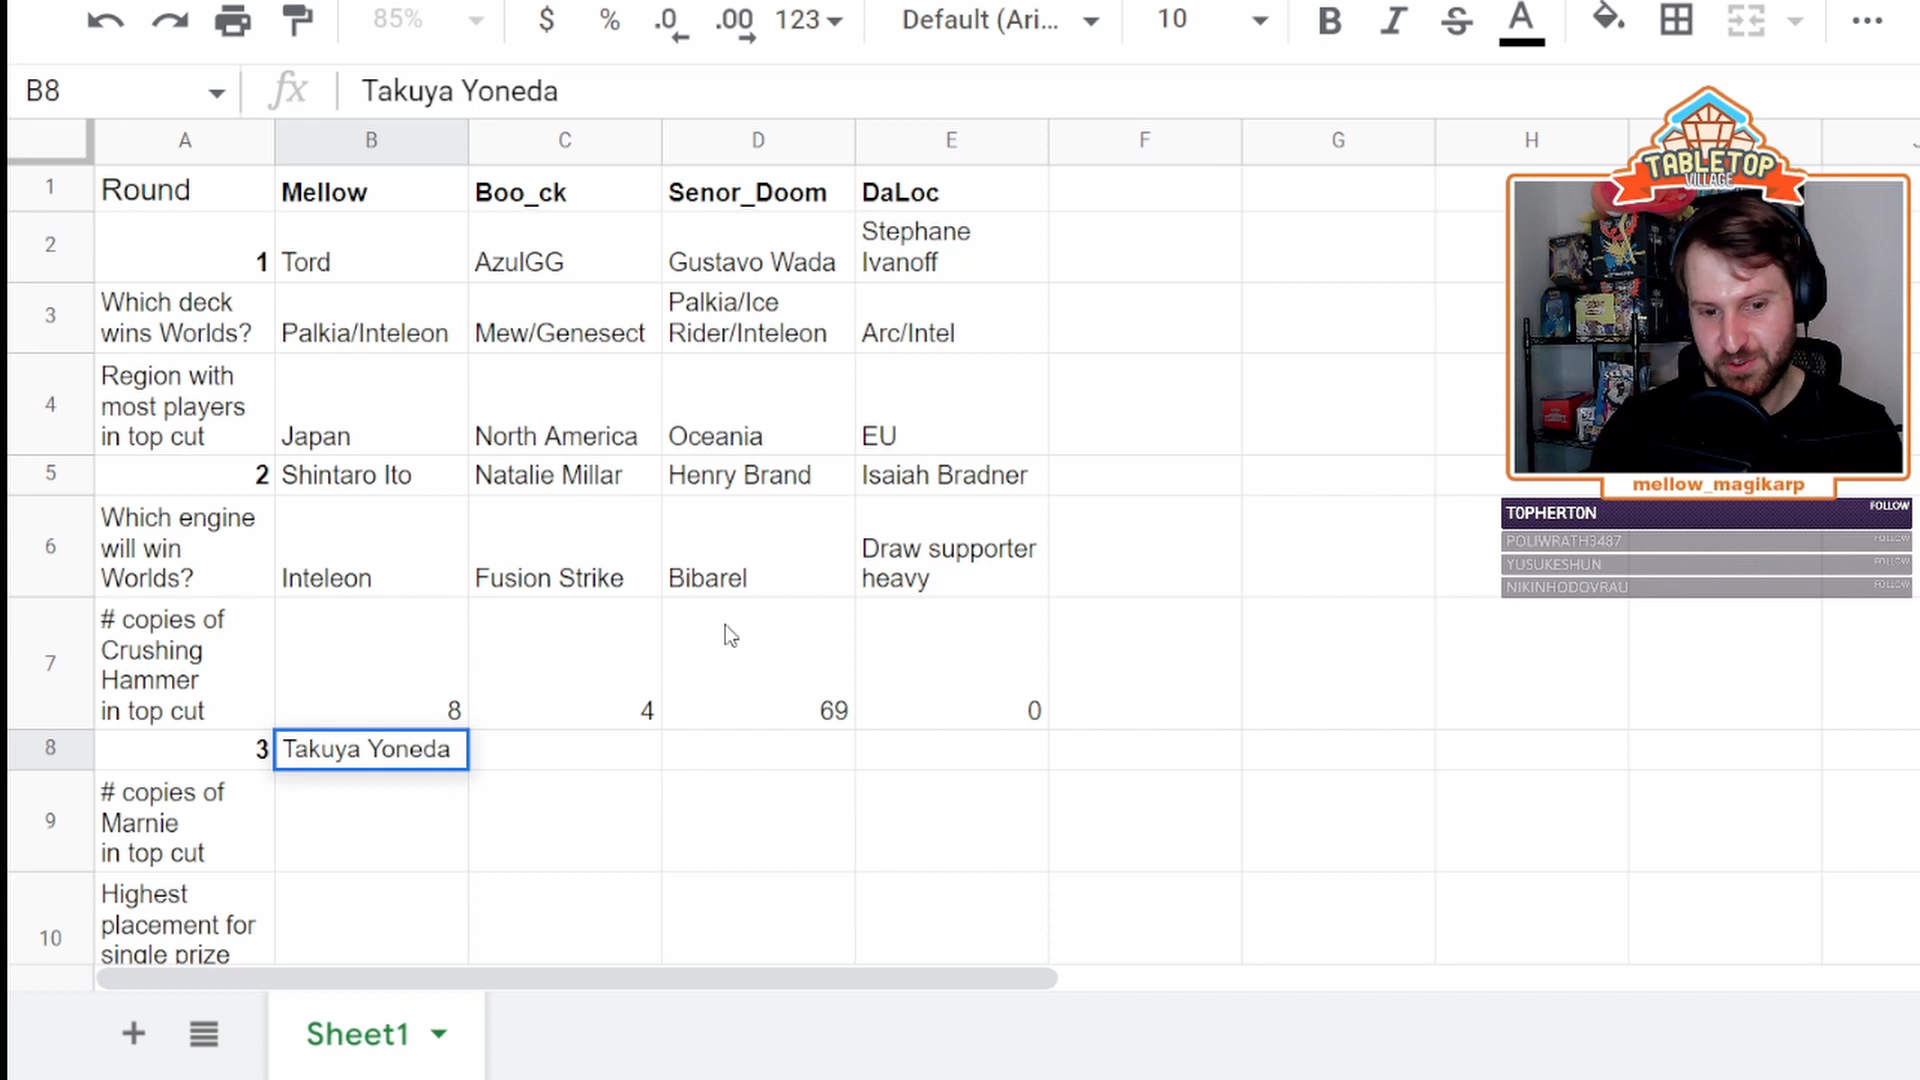 85%
$ % .0 .00 123
Default (Ari...
10
B I S A
B8
fx
Takuya Yoneda
A B C D E F G H
1 Round Mellow Boo_ck Senor_Doom DaLoc
2 1 Tord AzulGG Gustavo Wada Stephane
Ivanoff
3 Which deck
wins Worlds? Palkia/Inteleon Mew/Genesect Palkia/Ice
Rider/Inteleon Arc/Intel
4 Region with
most players
in top cut Japan North America Oceania EU
5 2 Shintaro Ito Natalie Millar Henry Brand Isaiah Bradner
6 Which engine
will win
Worlds? Inteleon Fusion Strike Bibarel Draw supporter
heavy
7 # copies of
Crushing
Hammer
in top cut 8 4 69 0
8 3 Takuya Yoneda
9 # copies of
Marnie
in top cut
10 Highest
placement for
single prize
Sheet1
TABLETOP
VILLAGE
mellow_magikarp
T0PHERT0N FOLLOW
POLIWRATH3487 FOLLOW
YUSUKESHUN FOLLOW
NIKINHODOVRAU FOLLOW